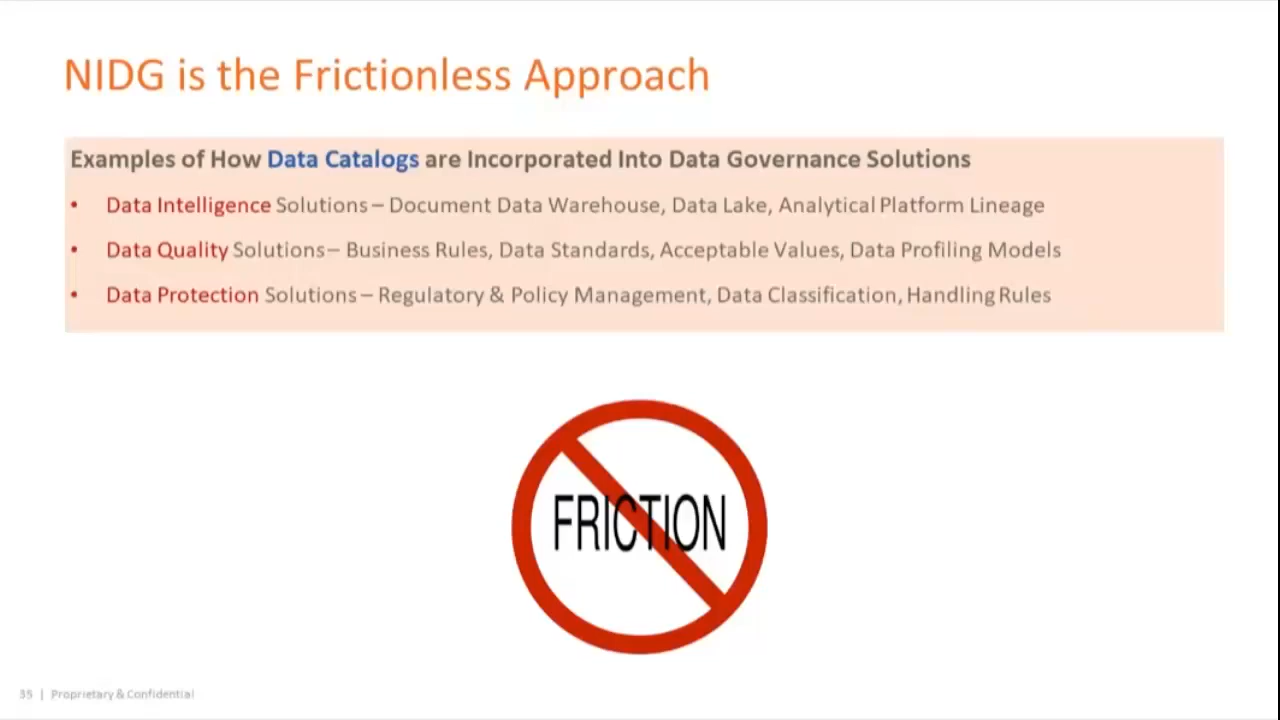 NIDG is the Frictionless Approach
Examples of How Data Catalogs are Incorporated Into Data Governance Solutions
• Data Intelligence Solutions – Document Data Warehouse, Data Lake, Analytical Platform Lineage
• Data Quality Solutions – Business Rules, Data Standards, Acceptable Values, Data Profiling Models
• Data Protection Solutions – Regulatory & Policy Management, Data Classification, Handling Rules
FRICTION
35 | Proprietary & Confidential